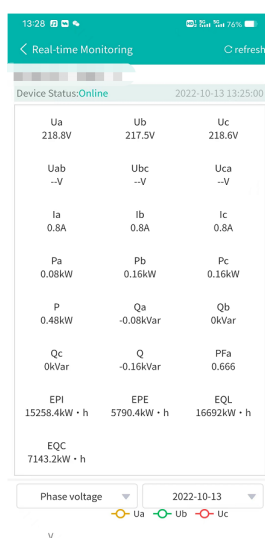 13:28 76%
Real-time Monitoring refresh
Device Status:Online 2022-10-13 13:25:00
Ua Ub Uc
218.8V 217.5V 218.6V
Uab Ubc Uca
--V --V --V
Ia Ib Ic
0.8A 0.8A 0.8A
Pa Pb Pc
0.08kW 0.16kW 0.16kW
P Qa Qb
0.48kW -0.08kVar 0kVar
Qc Q PFa
0kVar -0.16kVar 0.666
EPI EPE EQL
15258.4kW·h 5790.4kW·h 16692kW·h
EQC
7143.2kW·h
Phase voltage 2022-10-13
Ua Ub Uc
V